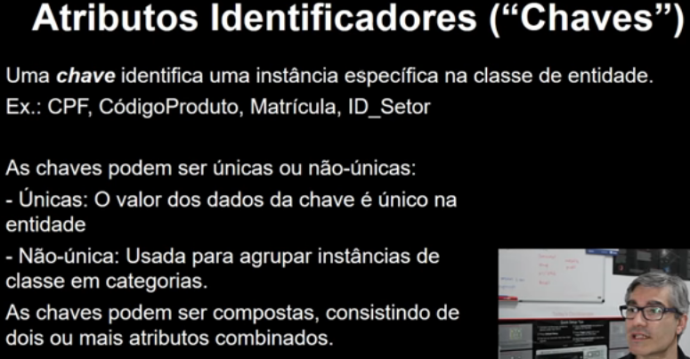 Atributos Identificadores (“Chaves”)
Uma chave identifica uma instância específica na classe de entidade.
Ex.: CPF, CódigoProduto, Matrícula, ID_Setor
As chaves podem ser únicas ou não-únicas:
- Únicas: O valor dos dados da chave é único na
entidade
- Não-única: Usada para agrupar instâncias de
classe em categorias.
As chaves podem ser compostas, consistindo de
dois ou mais atributos combinados.